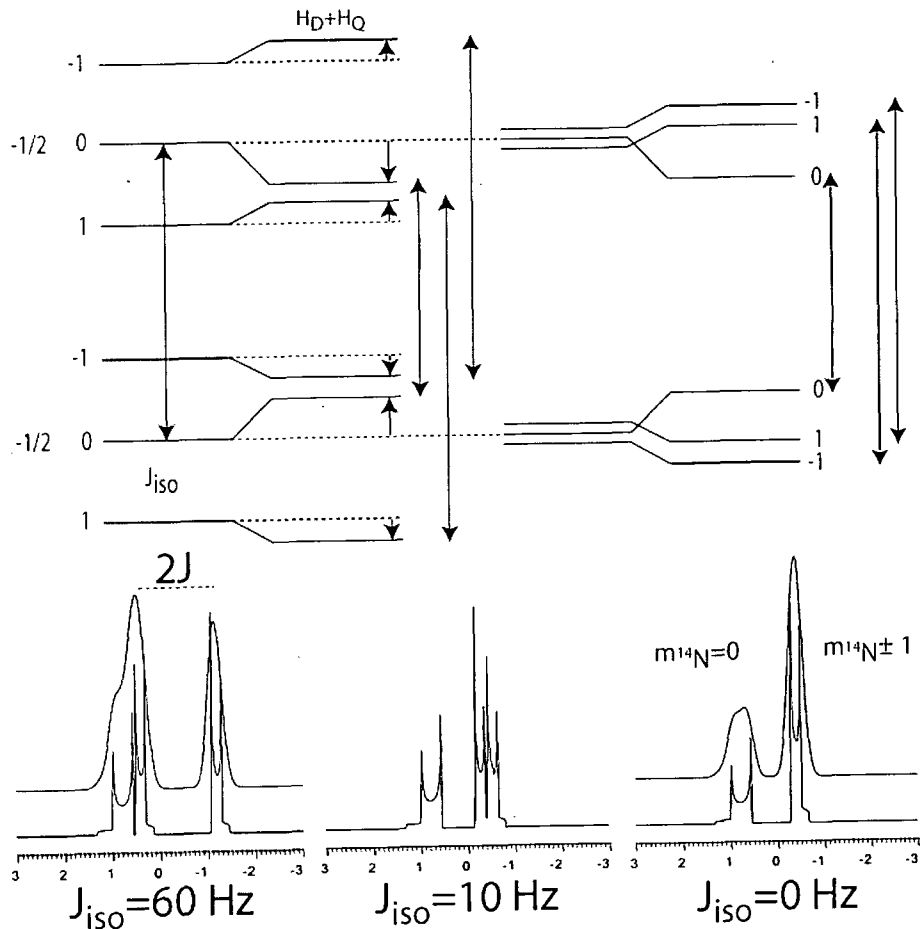 H_D+H_Q
-1
-1/2 0
1
-1
-1/2 0
J_iso
1
-1
1
0
0
1
-1
2J
m¹⁴N=0
m¹⁴N± 1
3 2 1 0 -1 -2 -3
3 2 1 0 -1 -2 -3
3 2 1 0 -1 -2 -3
J_iso=60 Hz
J_iso=10 Hz
J_iso=0 Hz